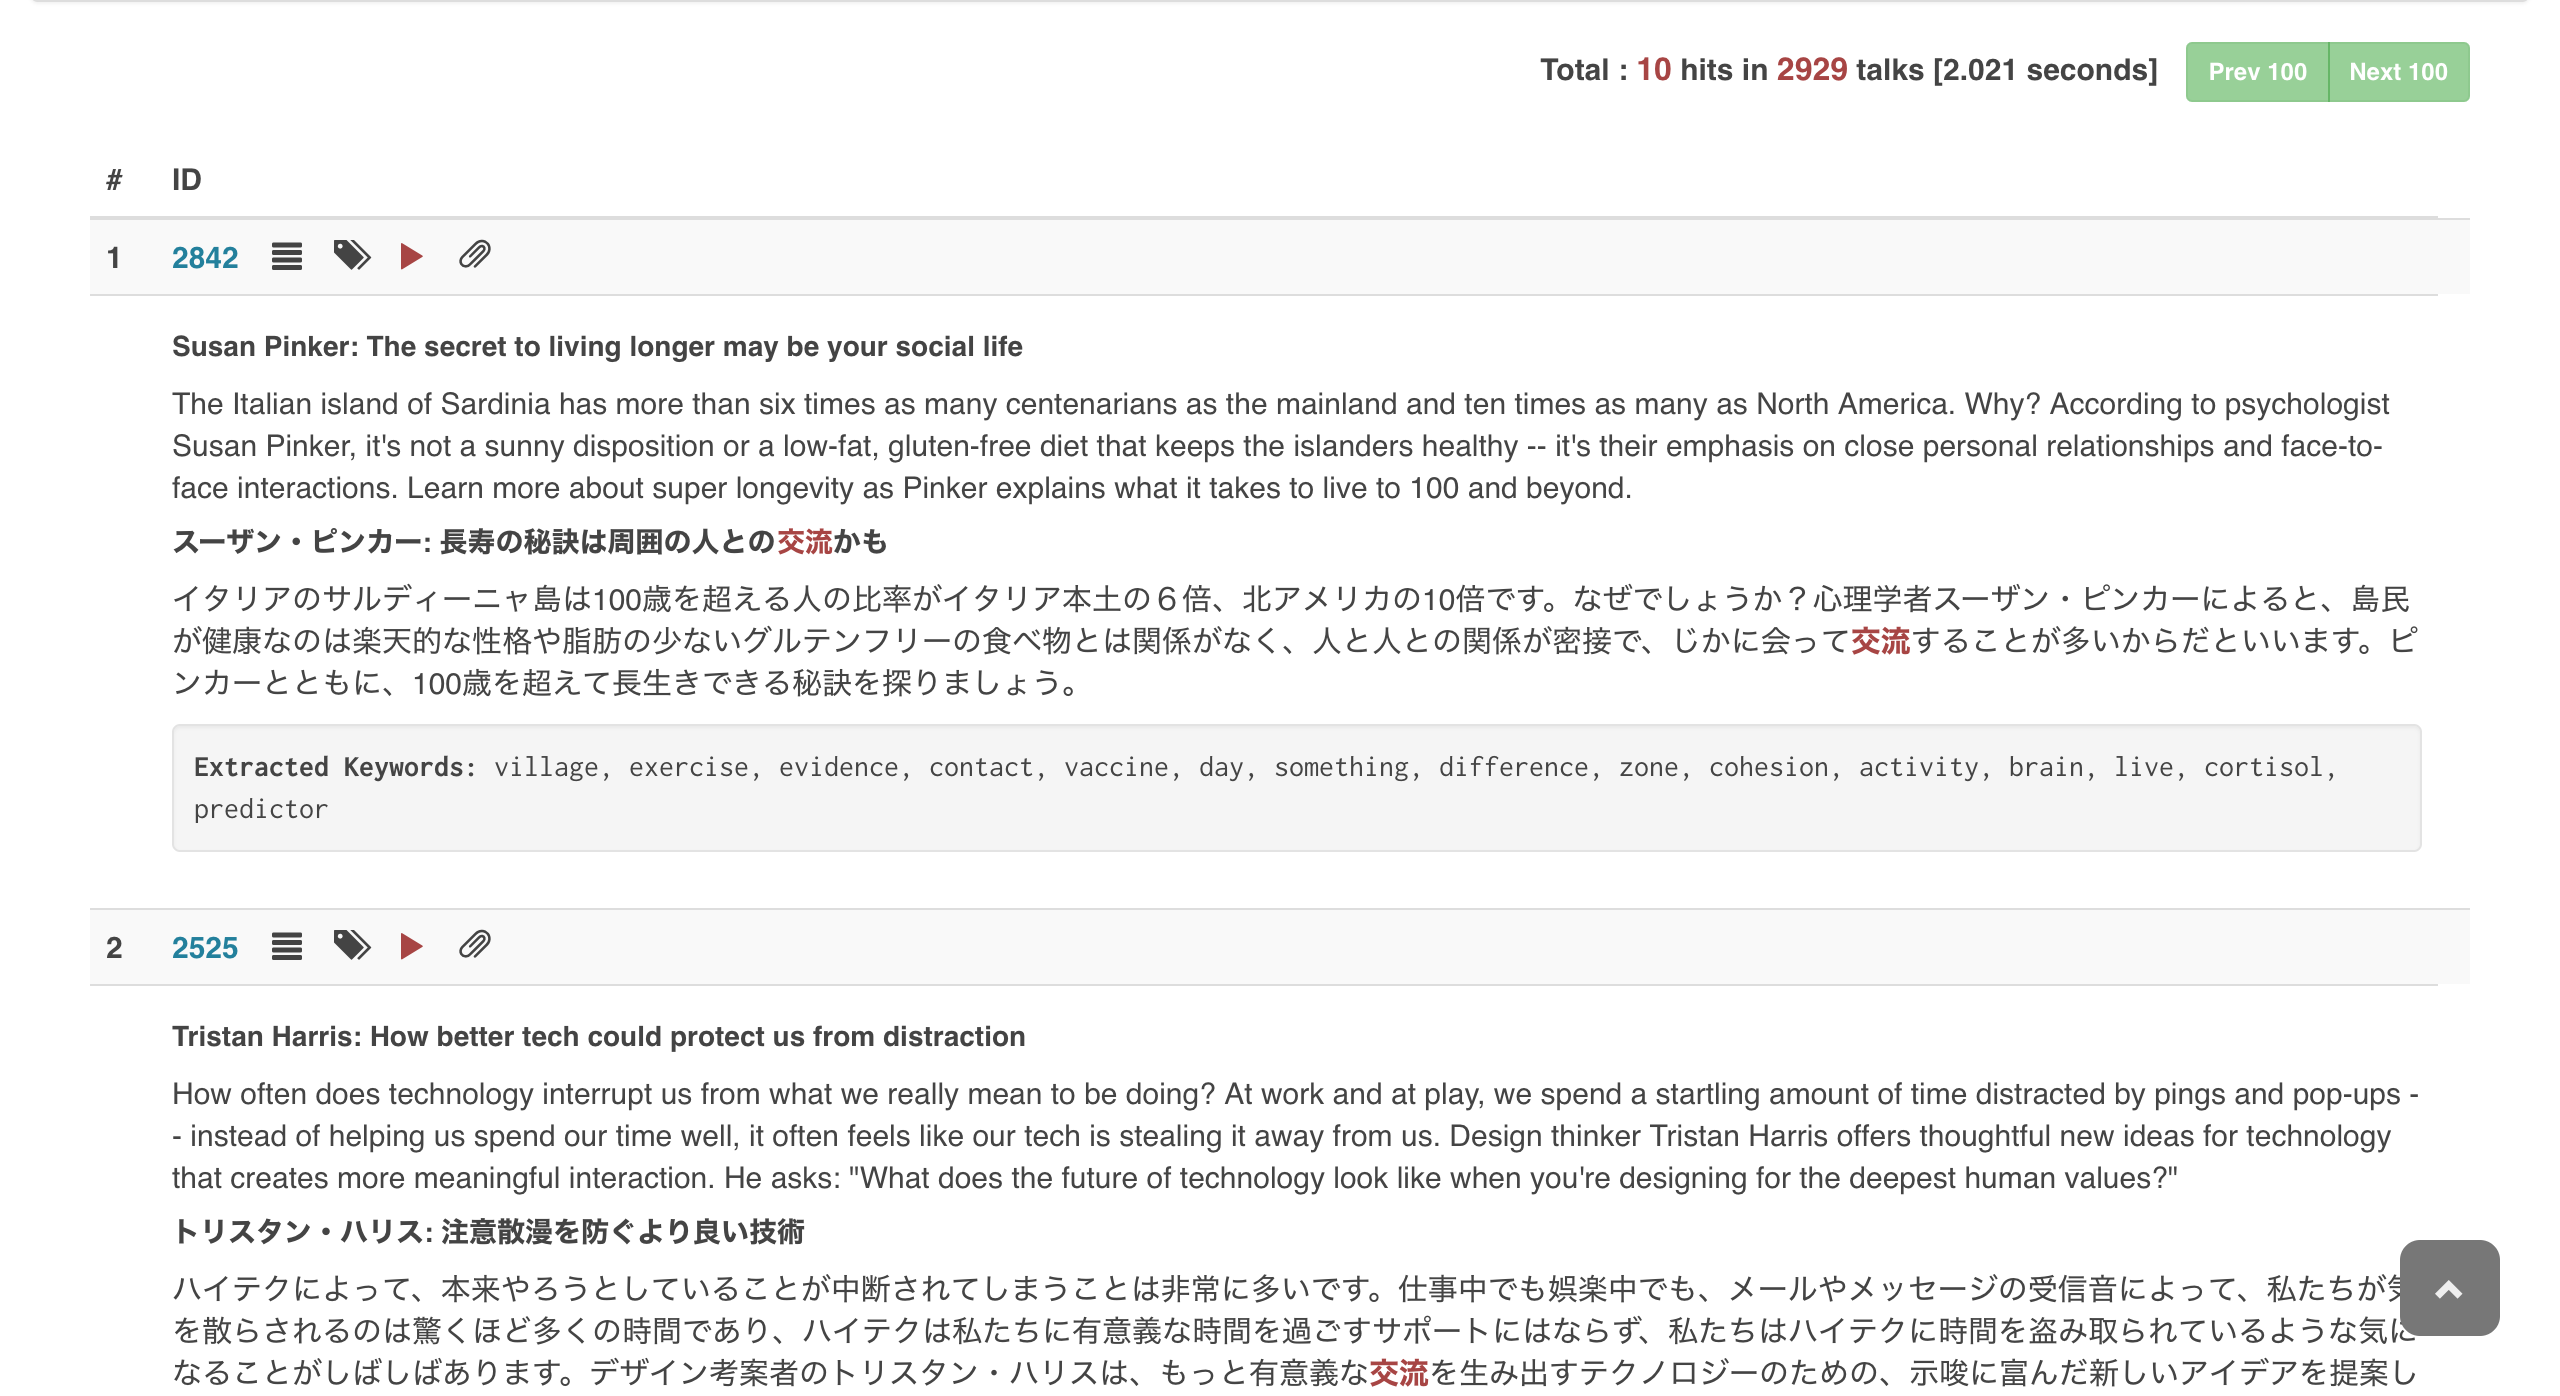 Total : 10 hits in 2929 talks [2.021 seconds] Prev 100 Next 100
# ID
1 2842
Susan Pinker: The secret to living longer may be your social life
The Italian island of Sardinia has more than six times as many centenarians as the mainland and ten times as many as North America. Why? According to psychologist
Susan Pinker, it's not a sunny disposition or a low-fat, gluten-free diet that keeps the islanders healthy -- it's their emphasis on close personal relationships and face-to-
face interactions. Learn more about super longevity as Pinker explains what it takes to live to 100 and beyond.
スーザン・ピンカー: 長寿の秘訣は周囲の人との交流かも
イタリアのサルディーニャ島は100歳を超える人の比率がイタリア本土の６倍、北アメリカの10倍です。なぜでしょうか？心理学者スーザン・ピンカーによると、島民
が健康なのは楽天的な性格や脂肪の少ないグルテンフリーの食べ物とは関係がなく、人と人との関係が密接で、じかに会って交流することが多いからだといいます。ピ
ンカーとともに、100歳を超えて長生きできる秘訣を探りましょう。
Extracted Keywords: village, exercise, evidence, contact, vaccine, day, something, difference, zone, cohesion, activity, brain, live, cortisol,
predictor
2 2525
Tristan Harris: How better tech could protect us from distraction
How often does technology interrupt us from what we really mean to be doing? At work and at play, we spend a startling amount of time distracted by pings and pop-ups -
- instead of helping us spend our time well, it often feels like our tech is stealing it away from us. Design thinker Tristan Harris offers thoughtful new ideas for technology
that creates more meaningful interaction. He asks: "What does the future of technology look like when you're designing for the deepest human values?"
トリスタン・ハリス: 注意散漫を防ぐより良い技術
ハイテクによって、本来やろうとしていることが中断されてしまうことは非常に多いです。仕事中でも娯楽中でも、メールやメッセージの受信音によって、私たちが気
を散らされるのは驚くほど多くの時間であり、ハイテクは私たちに有意義な時間を過ごすサポートにはならず、私たちはハイテクに時間を盗み取られているような気に
なることがしばしばあります。デザイン考案者のトリスタン・ハリスは、もっと有意義な交流を生み出すテクノロジーのための、示唆に富んだ新しいアイデアを提案し